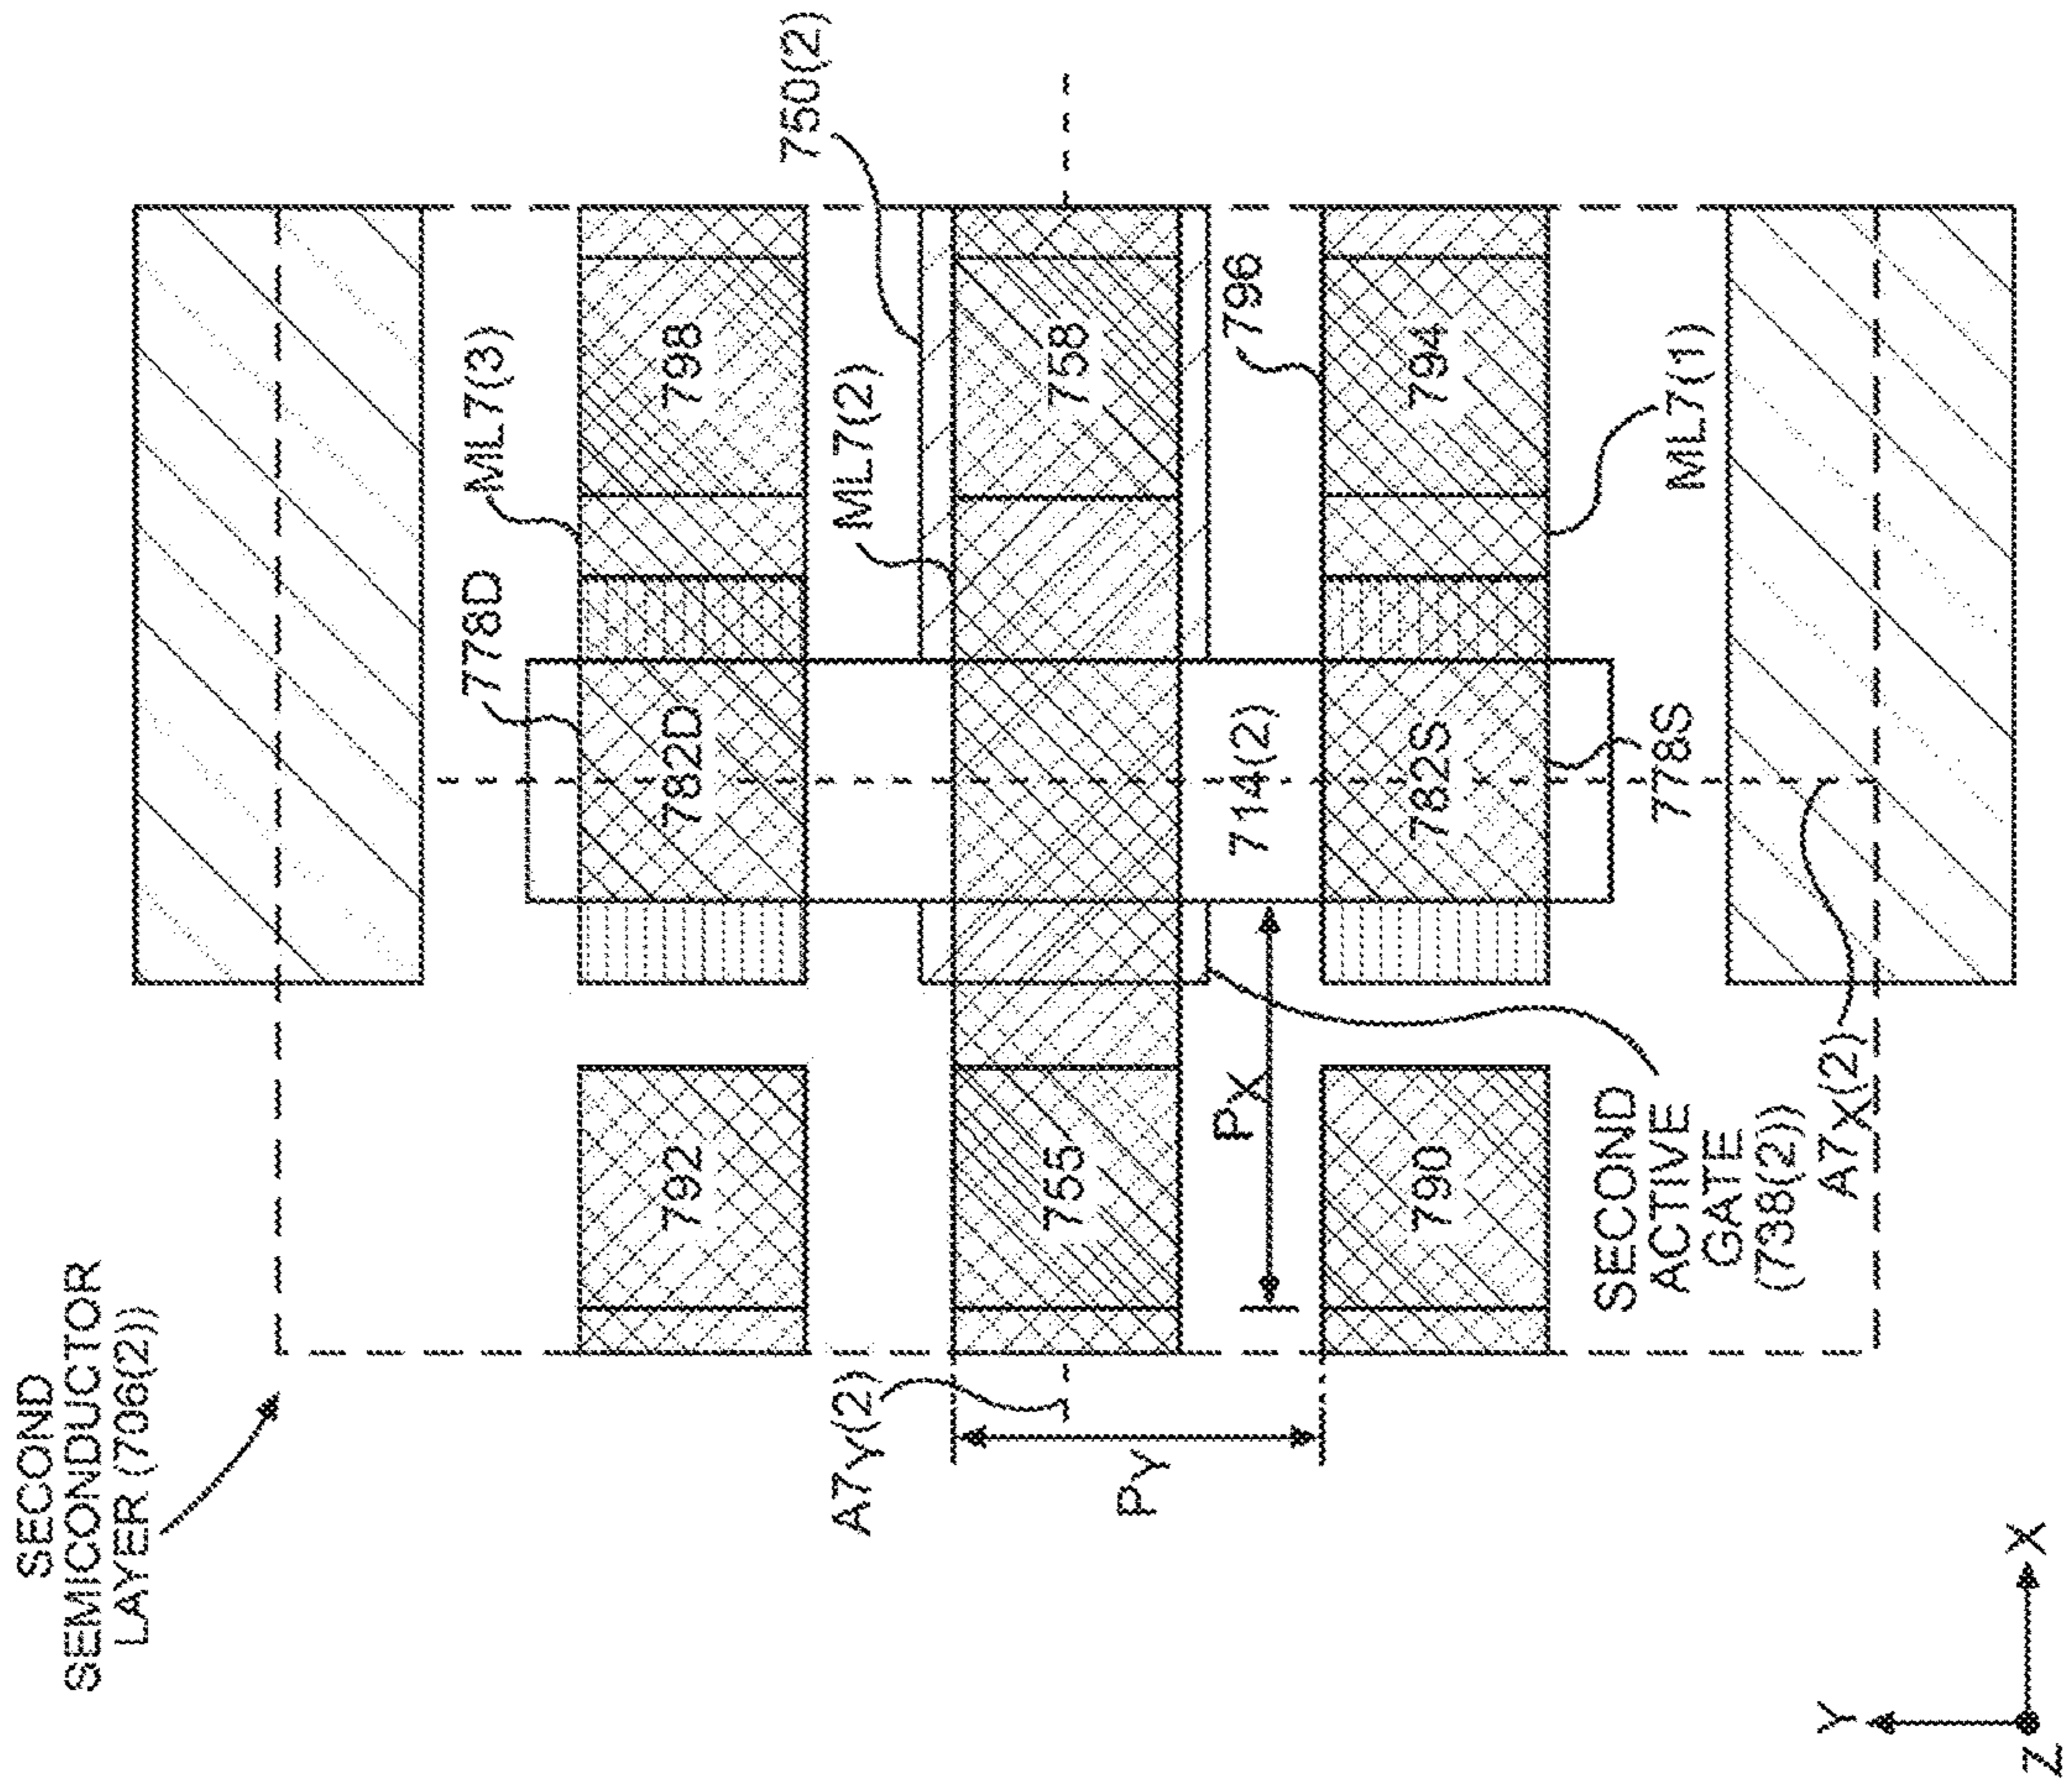 SECOND
SEMICONDUCTOR
LAYER (706(2))
750(2)
ML7(3)
778D
798
782D
792
ML7(2)
758
755
796
714(2)
794
782S
790
ML7(1)
778S
PX
PY
A7Y(2)
SECOND
ACTIVE
GATE
(738(2))
A7X(2)
Y
X
Z